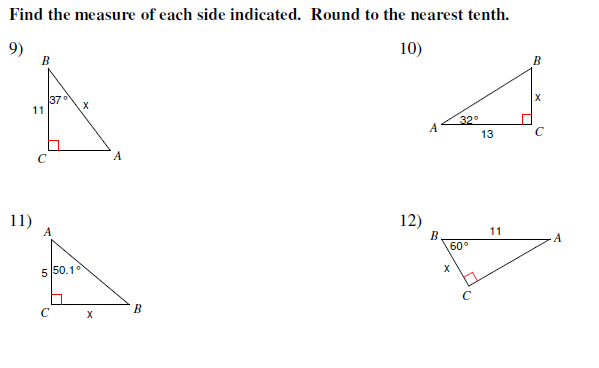 Find the measure of each side indicated.  Round to the nearest tenth.
9)
B
37°
x
11
C
A
10)
B
x
32°
A
13
C
11)
A
5
50.1°
C
x
B
12)
B
11
A
60°
x
C